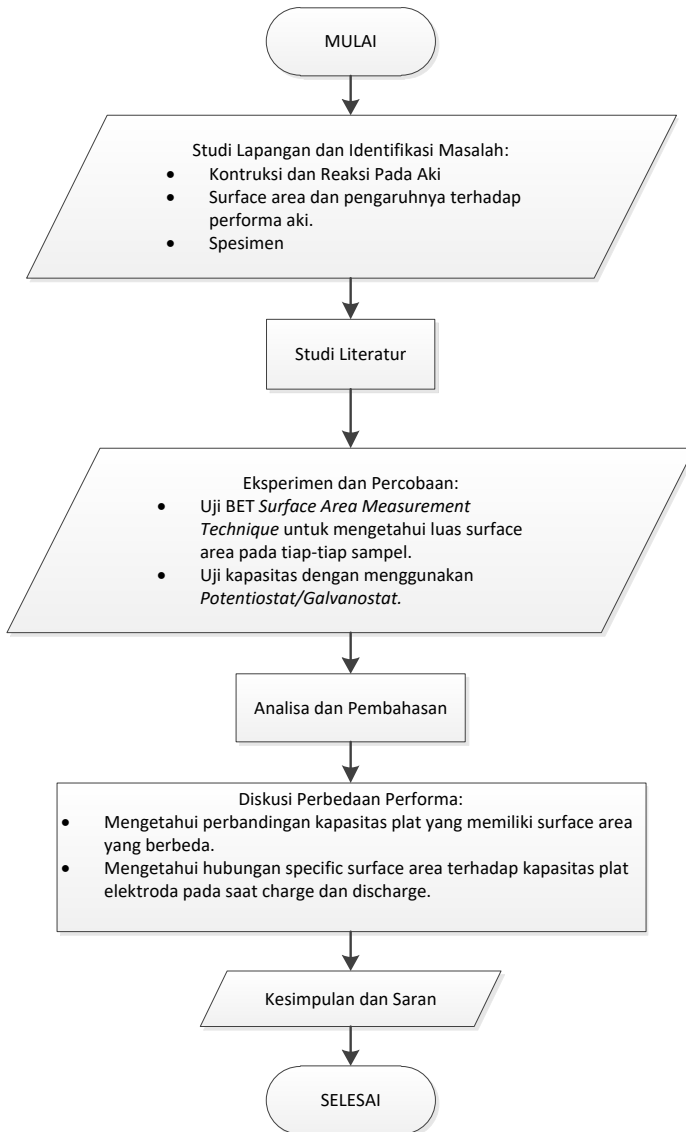 MULAI
Studi Lapangan dan Identifikasi Masalah:
• Kontruksi dan Reaksi Pada Aki
• Surface area dan pengaruhnya terhadap
performa aki.
• Spesimen
Studi Literatur
Eksperimen dan Percobaan:
• Uji BET Surface Area Measurement
Technique untuk mengetahui luas surface
area pada tiap-tiap sampel.
• Uji kapasitas dengan menggunakan
Potentiostat/Galvanostat.
Analisa dan Pembahasan
Diskusi Perbedaan Performa:
• Mengetahui perbandingan kapasitas plat yang memiliki surface area
yang berbeda.
• Mengetahui hubungan specific surface area terhadap kapasitas plat
elektroda pada saat charge dan discharge.
Kesimpulan dan Saran
SELESAI